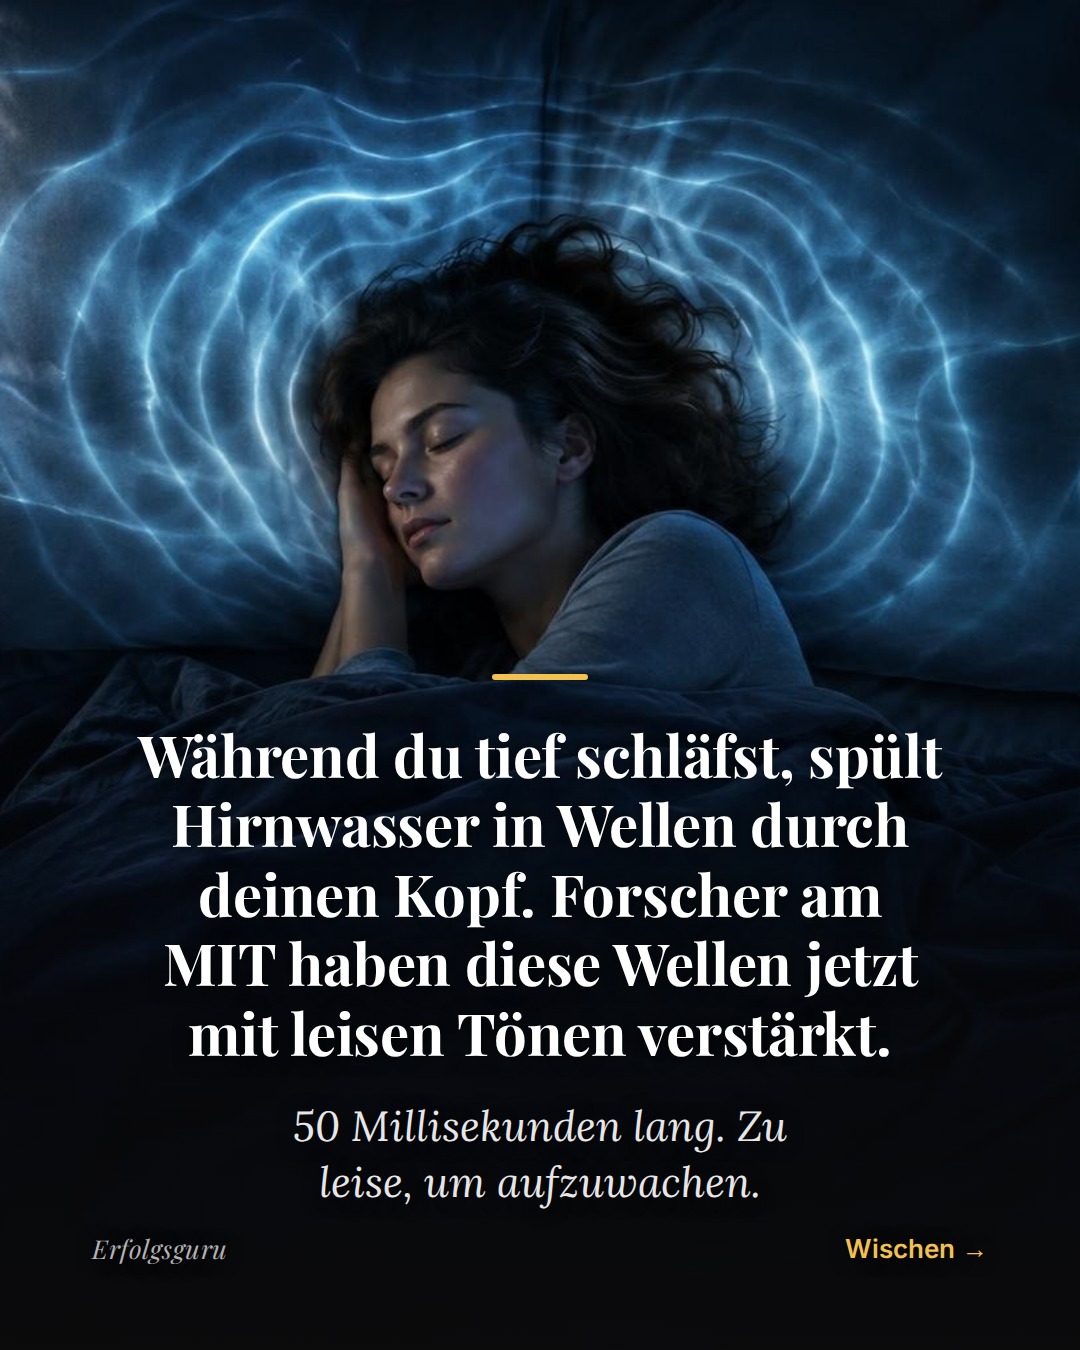 Während du tief schläfst, spült
Hirnwasser in Wellen durch
deinen Kopf. Forscher am
MIT haben diese Wellen jetzt
mit leisen Tönen verstärkt.
50 Millisekunden lang. Zu
leise, um aufzuwachen.
Erfolgsguru
Wischen →